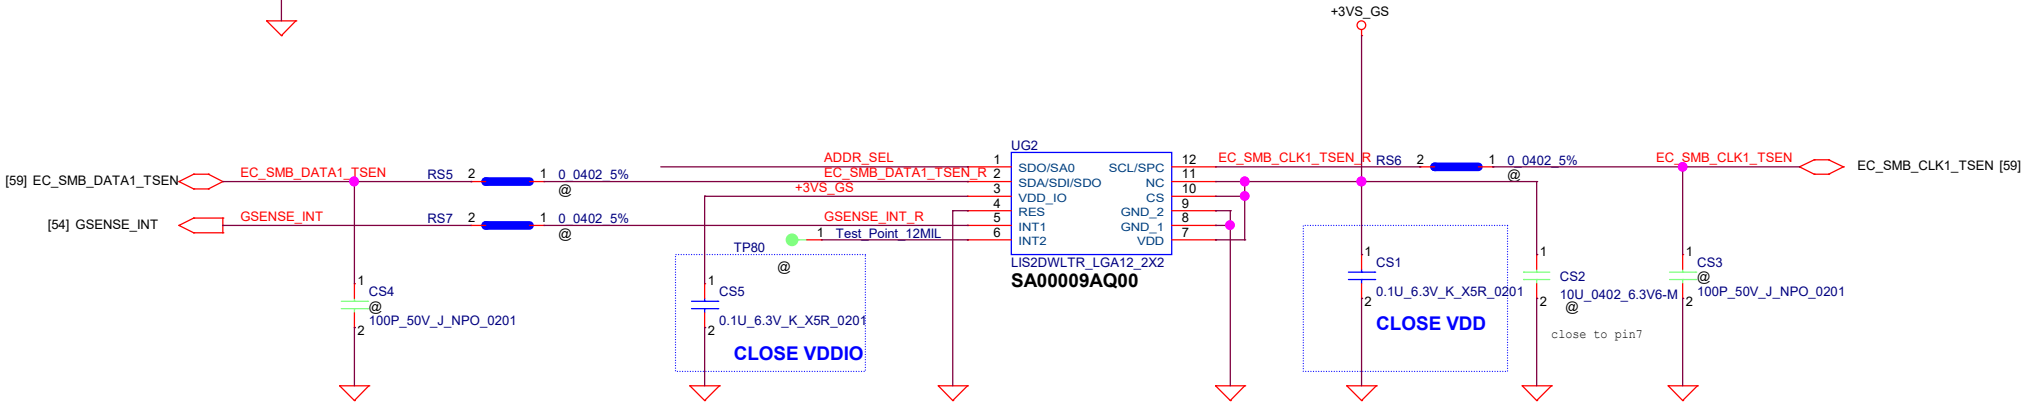 +3VS_GS
UG2
[59] EC_SMB_DATA1_TSEN
EC_SMB_DATA1_TSEN
RS5
2
1
0_0402_5%
@
ADDR_SEL
EC_SMB_DATA1_TSEN_R
+3VS_GS
[54] GSENSE_INT
GSENSE_INT
RS7
2
1
0_0402_5%
@
GSENSE_INT_R
1
Test_Point_12MIL
TP80
@
1
2
3
4
5
6
SDO/SA0
SDA/SDI/SDO
VDD_IO
RES
INT1
INT2
SCL/SPC
NC
CS
GND_2
GND_1
VDD
12
11
10
9
8
7
LIS2DWLTR_LGA12_2X2
SA00009AQ00
EC_SMB_CLK1_TSEN_R
RS6
2
1
0_0402_5%
@
EC_SMB_CLK1_TSEN
EC_SMB_CLK1_TSEN [59]
1
CS4
@
100P_50V_J_NPO_0201
2
1
CS5
0.1U_6.3V_K_X5R_0201
2
CLOSE VDDIO
1
CS1
0.1U_6.3V_K_X5R_0201
2
CLOSE VDD
1
CS2
10U_0402_6.3V6-M
@
2
close to pin7
1
CS3
@
100P_50V_J_NPO_0201
2